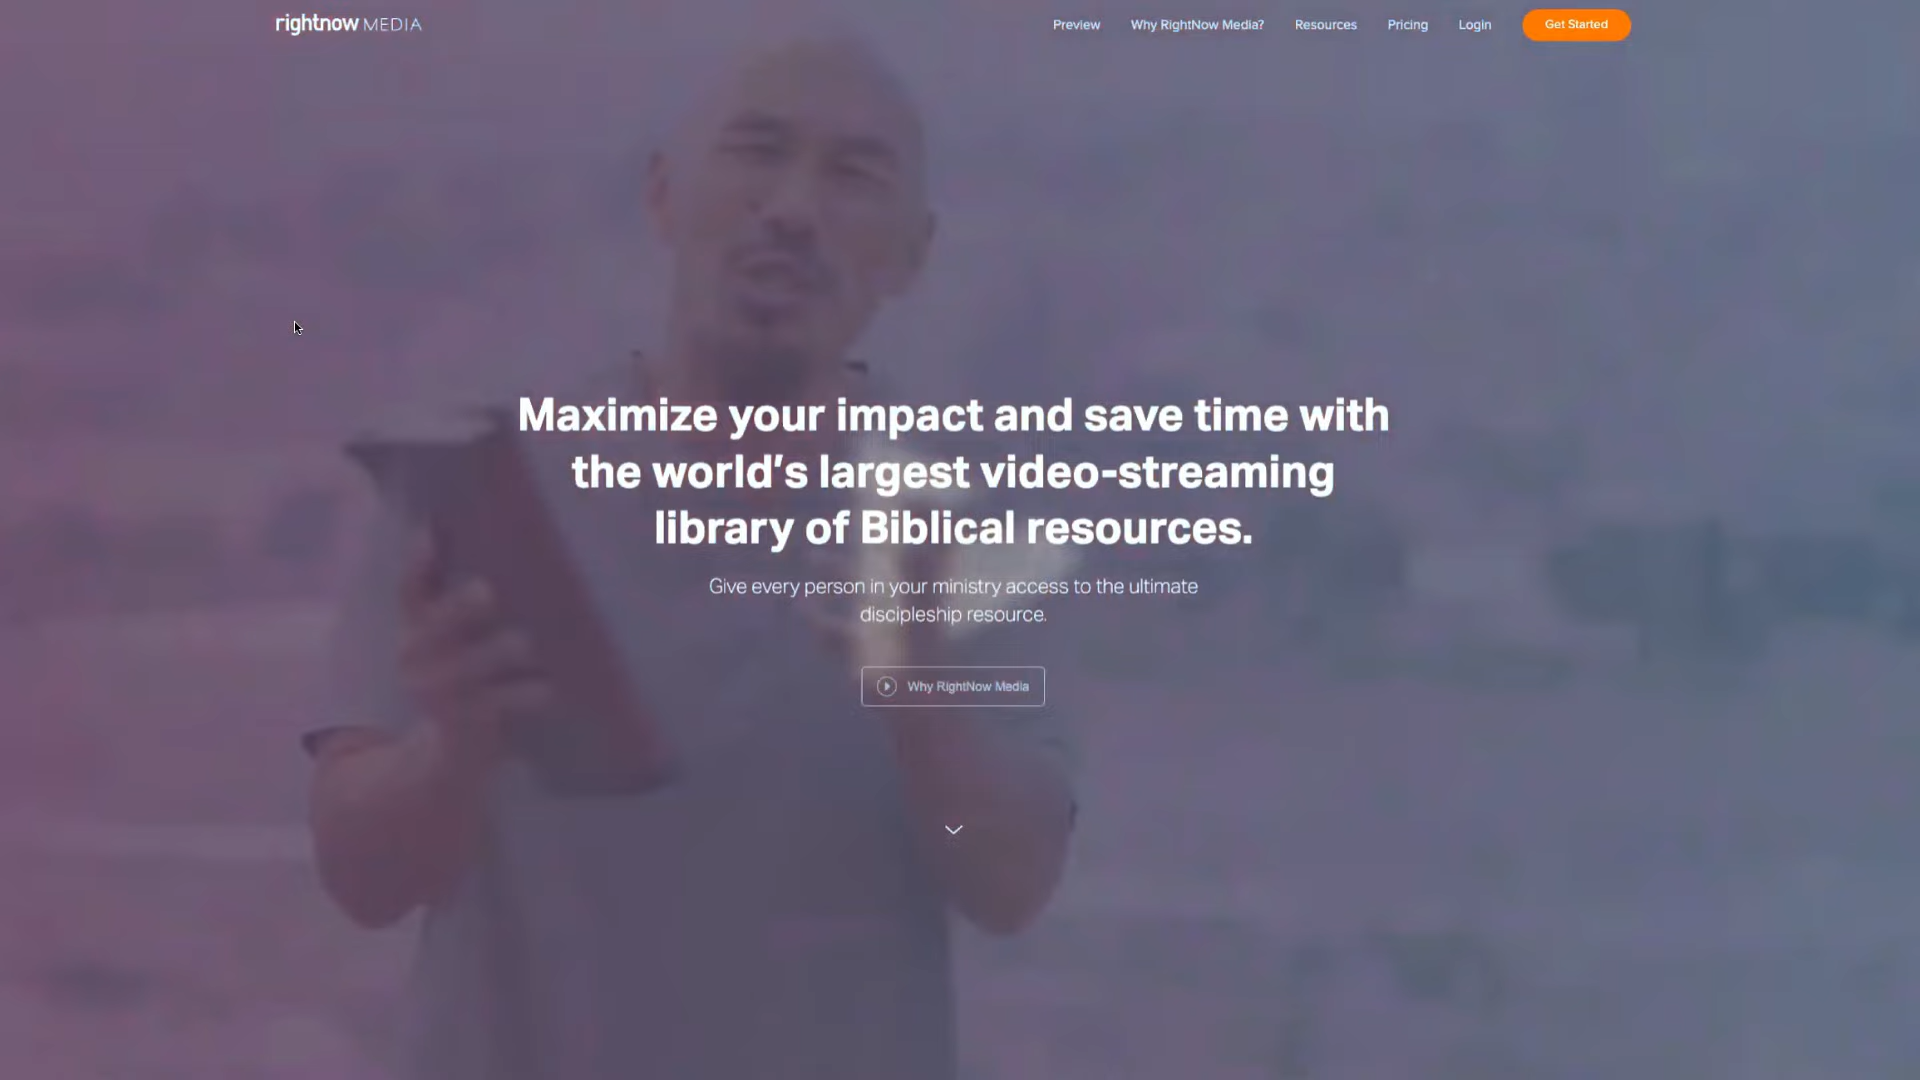 rightnow MEDIA
Preview
Why RightNow Media?
Resources
Pricing
Login
Get Started
Maximize your impact and save time with
the world's largest video-streaming
library of Biblical resources.
Give every person in your ministry access to the ultimate
discipleship resource.
Why RightNow Media